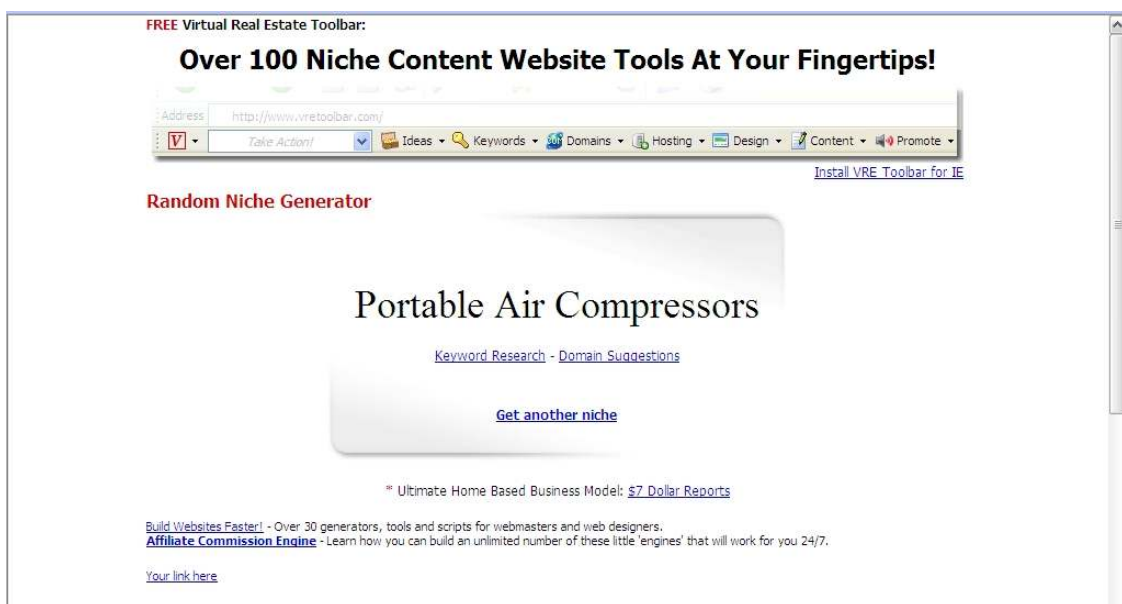 FREE Virtual Real Estate Toolbar:
Over 100 Niche Content Website Tools At Your Fingertips!
Address http://www.vretoolbar.com/
V Take Action! Ideas Keywords Domains Hosting Design Content Promote
Install VRE Toolbar for IE
Random Niche Generator
Portable Air Compressors
Keyword Research - Domain Suggestions
Get another niche
* Ultimate Home Based Business Model: $7 Dollar Reports
Build Websites Faster! - Over 30 generators, tools and scripts for webmasters and web designers.
Affiliate Commission Engine - Learn how you can build an unlimited number of these little 'engines' that will work for you 24/7.
Your link here